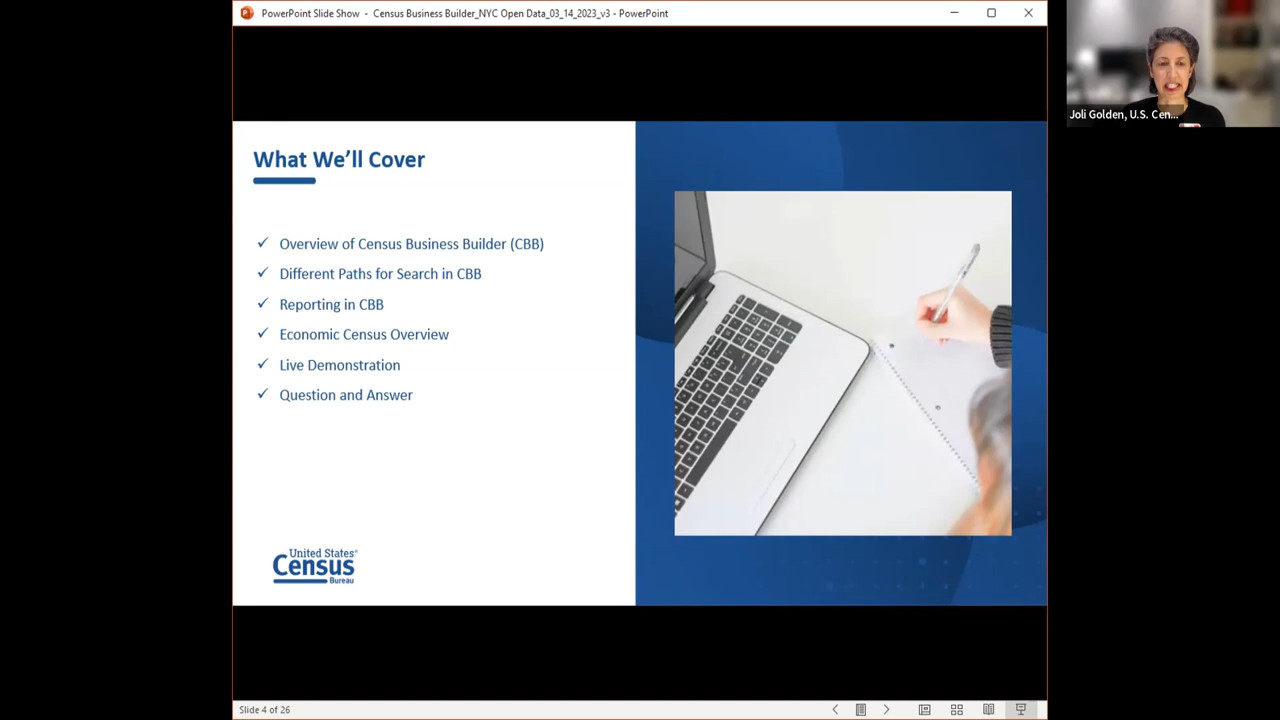 PowerPoint Slide Show - Census Business Builder_NYC Open Data_03_14_2023_v3 - PowerPoint
Joli Golden, U.S. Cen...
What We'll Cover
✓ Overview of Census Business Builder (CBB)
✓ Different Paths for Search in CBB
✓ Reporting in CBB
✓ Economic Census Overview
✓ Live Demonstration
✓ Question and Answer
United States®
Census
Bureau
Slide 4 of 26